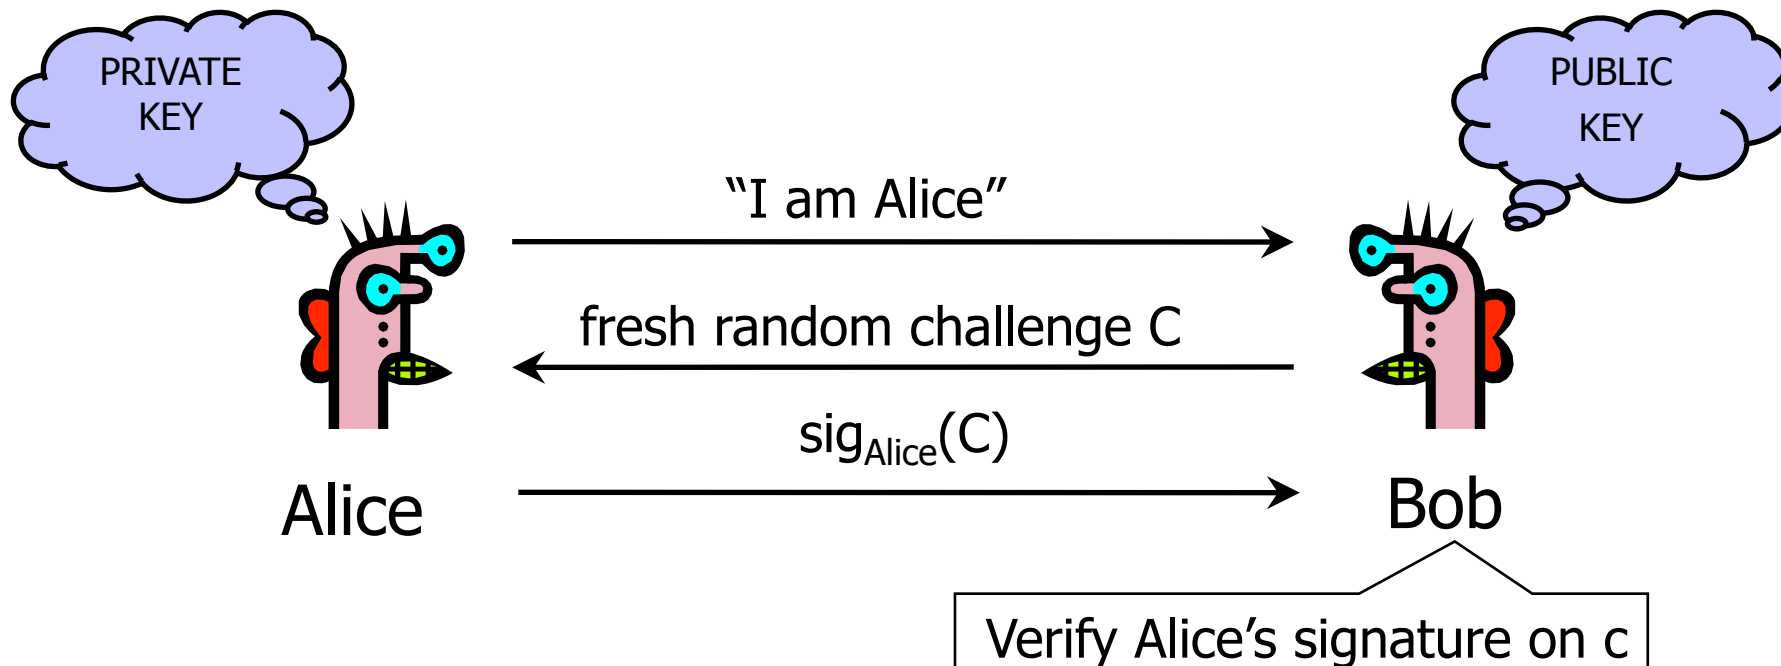 PRIVATE
KEY
PUBLIC
KEY
“I am Alice”
fresh random challenge C
sigAlice(C)
Alice
Bob
Verify Alice’s signature on c